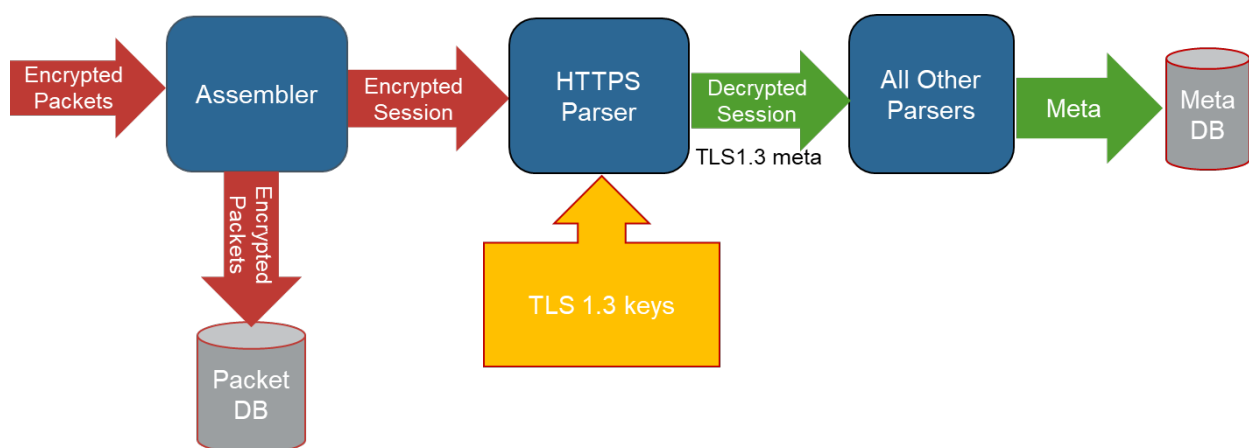 Encrypted
Packets
Assembler
Encrypted
Session
HTTPS
Parser
Decrypted
Session
TLS1.3 meta
All Other
Parsers
Meta
Meta
DB
Encrypted
Packets
TLS 1.3 keys
Packet
DB